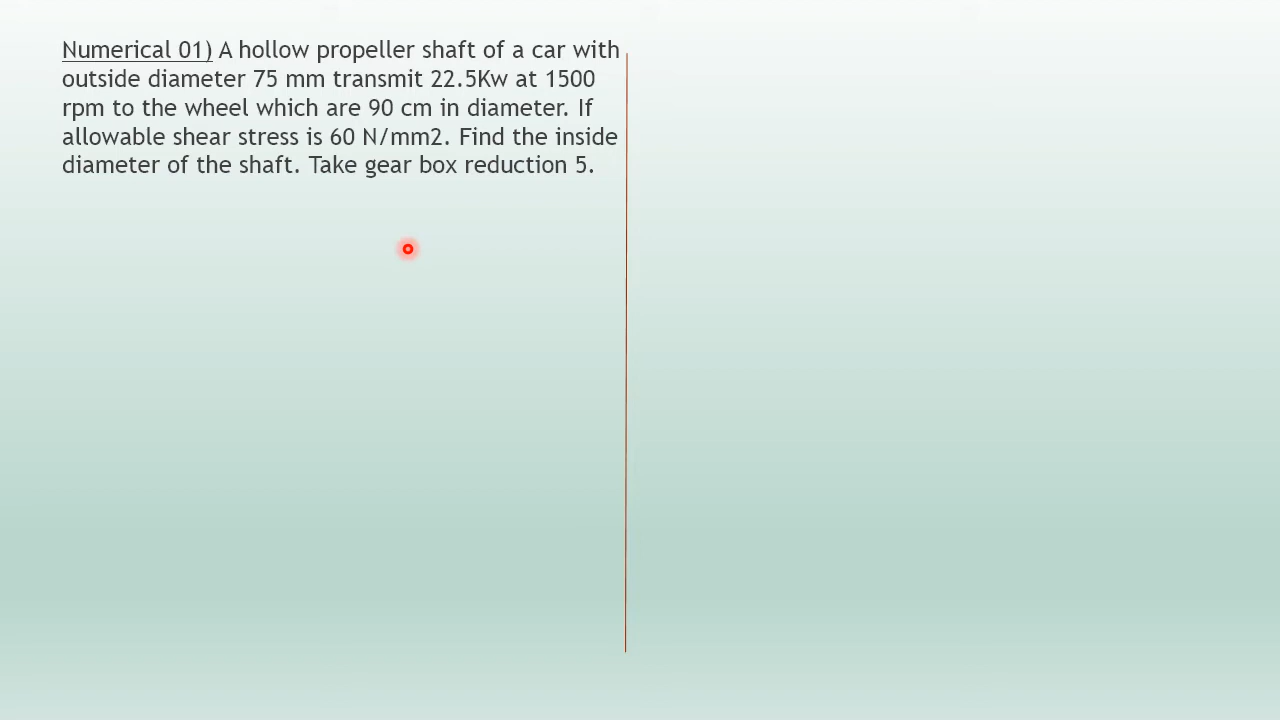 Numerical 01) A hollow propeller shaft of a car with
outside diameter 75 mm transmit 22.5Kw at 1500
rpm to the wheel which are 90 cm in diameter. If
allowable shear stress is 60 N/mm2. Find the inside
diameter of the shaft. Take gear box reduction 5.